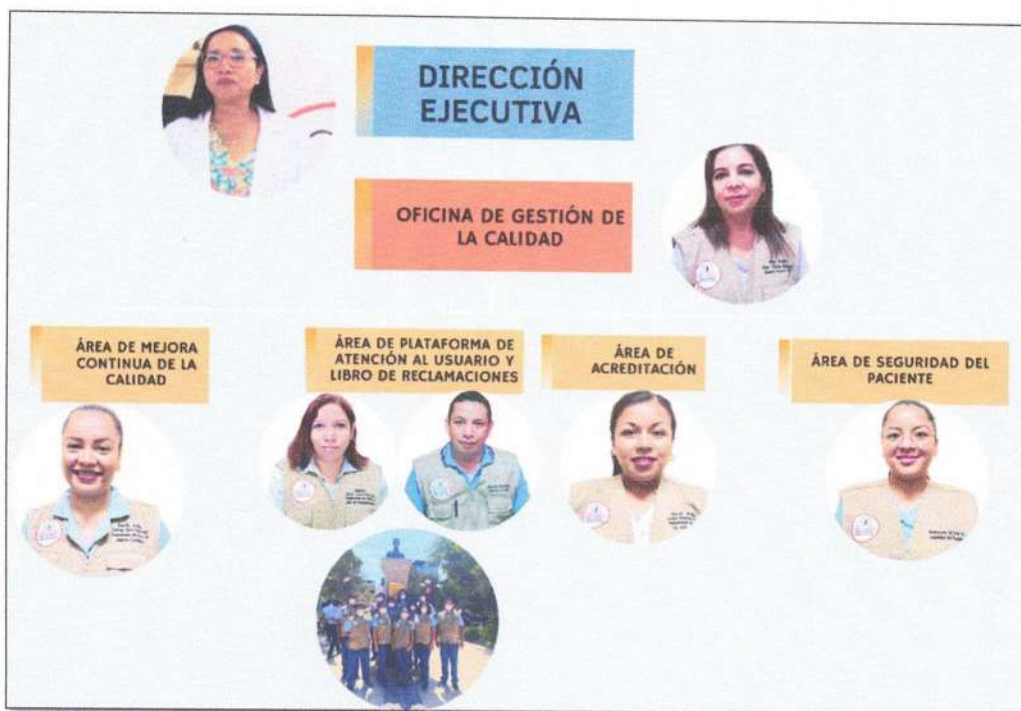 DIRECCIÓN
EJECUTIVA
OFICINA DE GESTIÓN DE
LA CALIDAD
ÁREA DE MEJORA
CONTINUA DE LA
CALIDAD
ÁREA DE PLATAFORMA DE
ATENCIÓN AL USUARIO Y
LIBRO DE RECLAMACIONES
ÁREA DE
ACREDITACIÓN
ÁREA DE SEGURIDAD DEL
PACIENTE